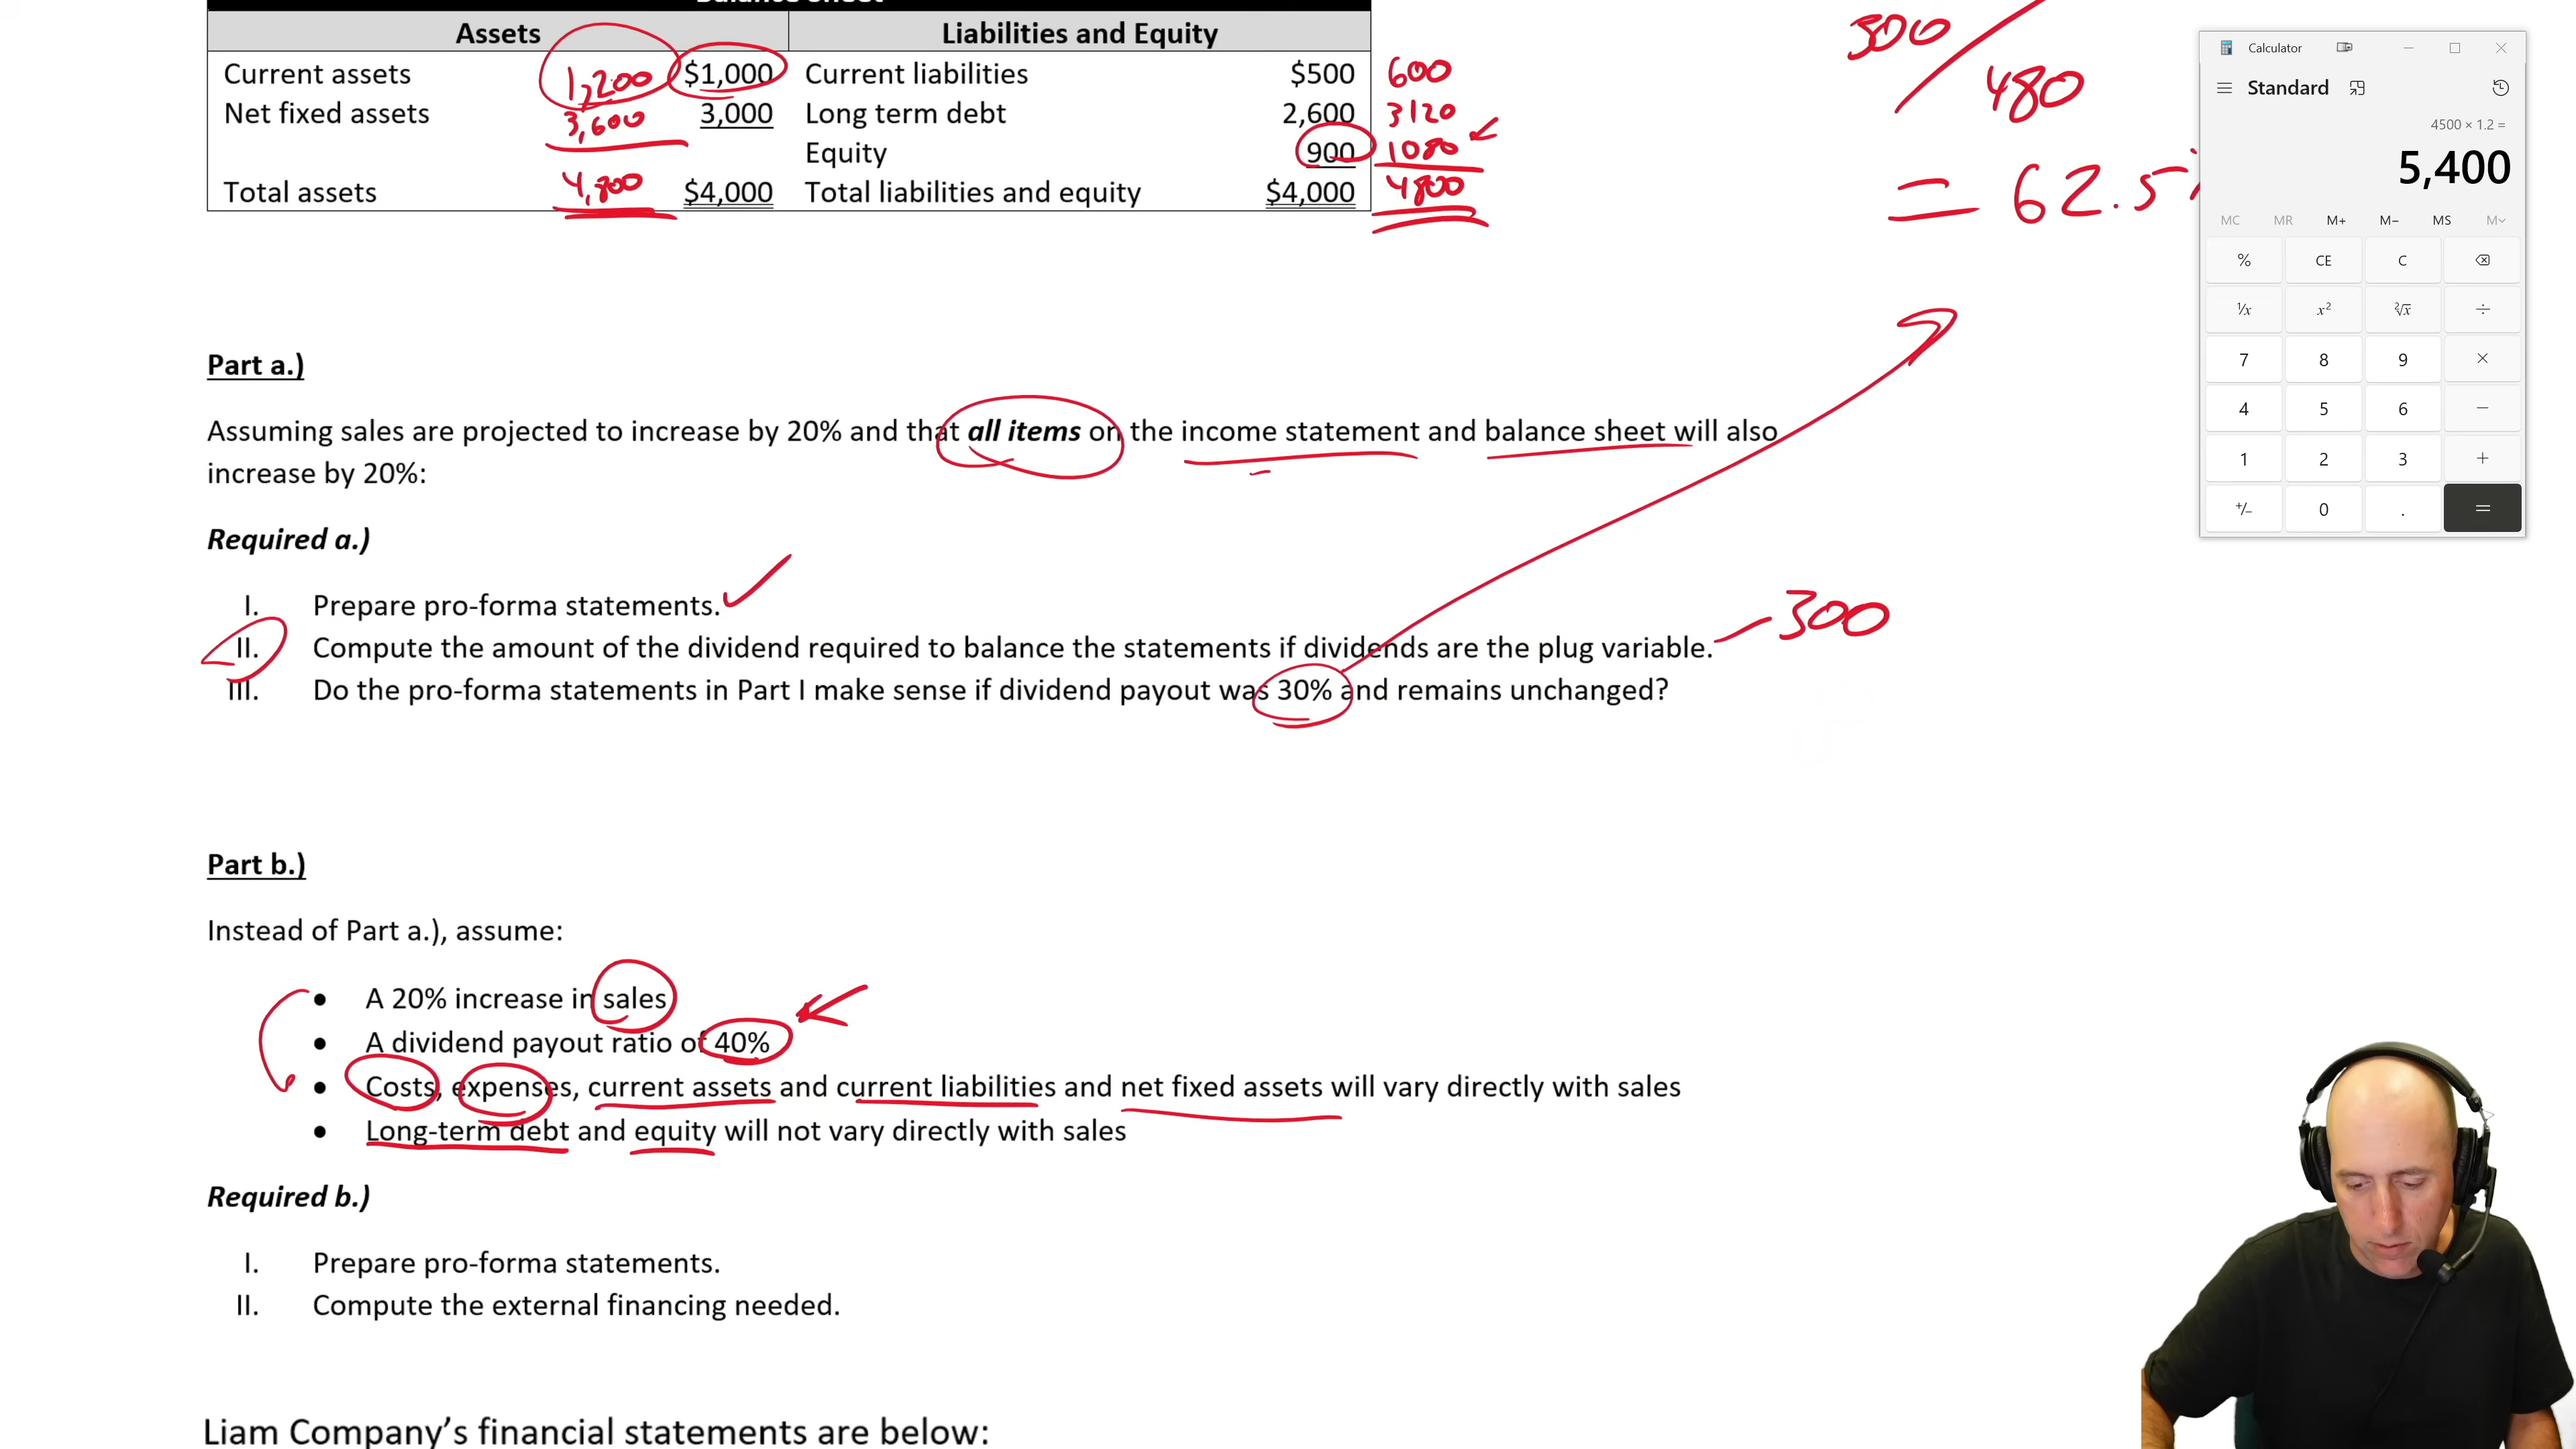 Balance Sheet
Assets Liabilities and Equity
Current assets 1,200 $1,000 Current liabilities $500 600
Net fixed assets 3,600 3,000 Long term debt 2,600 3120
Equity 900 1080
Total assets 4,800 $4,000 Total liabilities and equity $4,000 4800
300 / 480
= 62.5%
Part a.)
Assuming sales are projected to increase by 20% and that all items on the income statement and balance sheet will also
increase by 20%:
Required a.)
I. Prepare pro-forma statements.
II. Compute the amount of the dividend required to balance the statements if dividends are the plug variable. 300
III. Do the pro-forma statements in Part I make sense if dividend payout was 30% and remains unchanged?
Part b.)
Instead of Part a.), assume:
• A 20% increase in sales
• A dividend payout ratio of 40%
• Costs, expenses, current assets and current liabilities and net fixed assets will vary directly with sales
• Long-term debt and equity will not vary directly with sales
Required b.)
I. Prepare pro-forma statements.
II. Compute the external financing needed.
Liam Company’s financial statements are below:
Calculator
Standard
4500 × 1.2 =
5,400
MC MR M+ M− MS M˅
% CE C
¹/x x² ²√x ÷
7 8 9 ×
4 5 6 −
1 2 3 +
+/− 0 . =